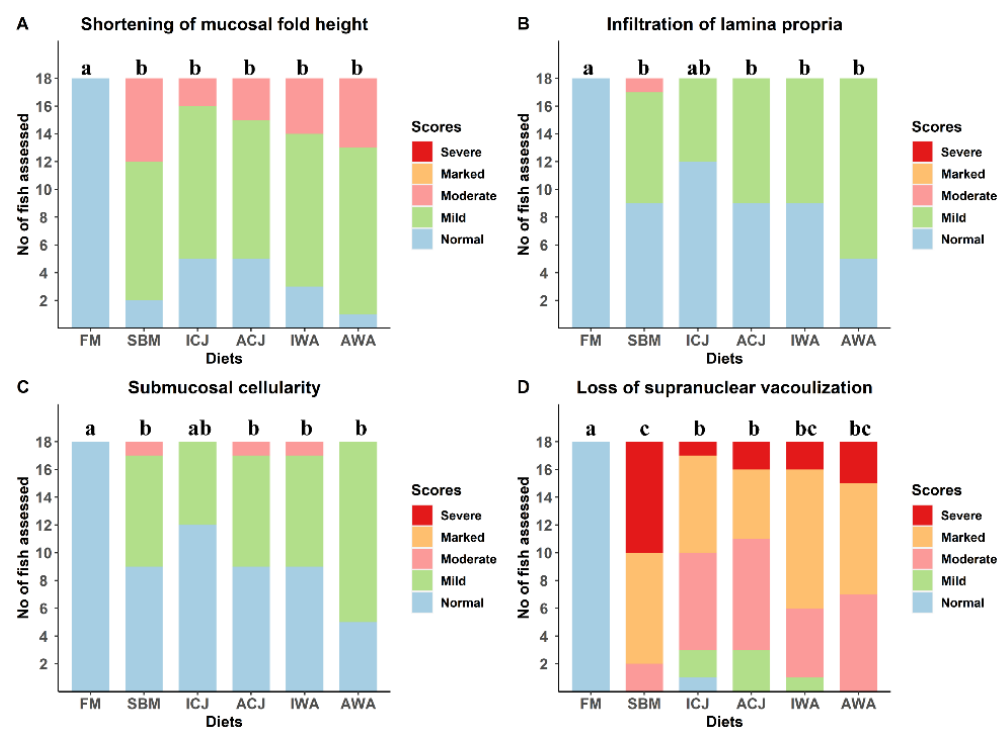 A Shortening of mucosal fold height
a b b b b b
18
16
14
12
10
8
6
4
2
No of fish assessed
FM SBM ICJ ACJ IWA AWA
Diets
Scores
Severe
Marked
Moderate
Mild
Normal
B Infiltration of lamina propria
a b ab b b b
18
16
14
12
10
8
6
4
2
No of fish assessed
FM SBM ICJ ACJ IWA AWA
Diets
Scores
Severe
Marked
Moderate
Mild
Normal
C Submucosal cellularity
a b ab b b b
18
16
14
12
10
8
6
4
2
No of fish assessed
FM SBM ICJ ACJ IWA AWA
Diets
Scores
Severe
Marked
Moderate
Mild
Normal
D Loss of supranuclear vacoulization
a c b b bc bc
18
16
14
12
10
8
6
4
2
No of fish assessed
FM SBM ICJ ACJ IWA AWA
Diets
Scores
Severe
Marked
Moderate
Mild
Normal